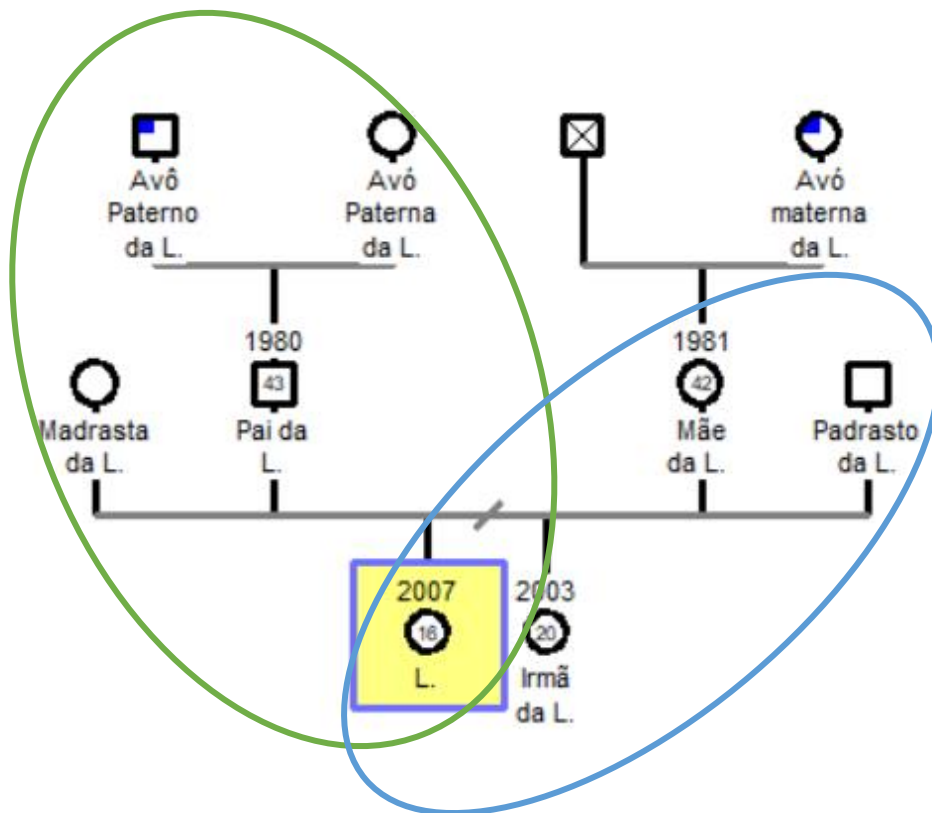 Avô
Paterno
da L.
Avó
Paterna
da L.
Avó
materna
da L.
1980
43
Pai da
L.
Madrasta
da L.
1981
42
Mãe
da L.
Padrasto
da L.
2007
16
L.
2003
20
Irmã
da L.